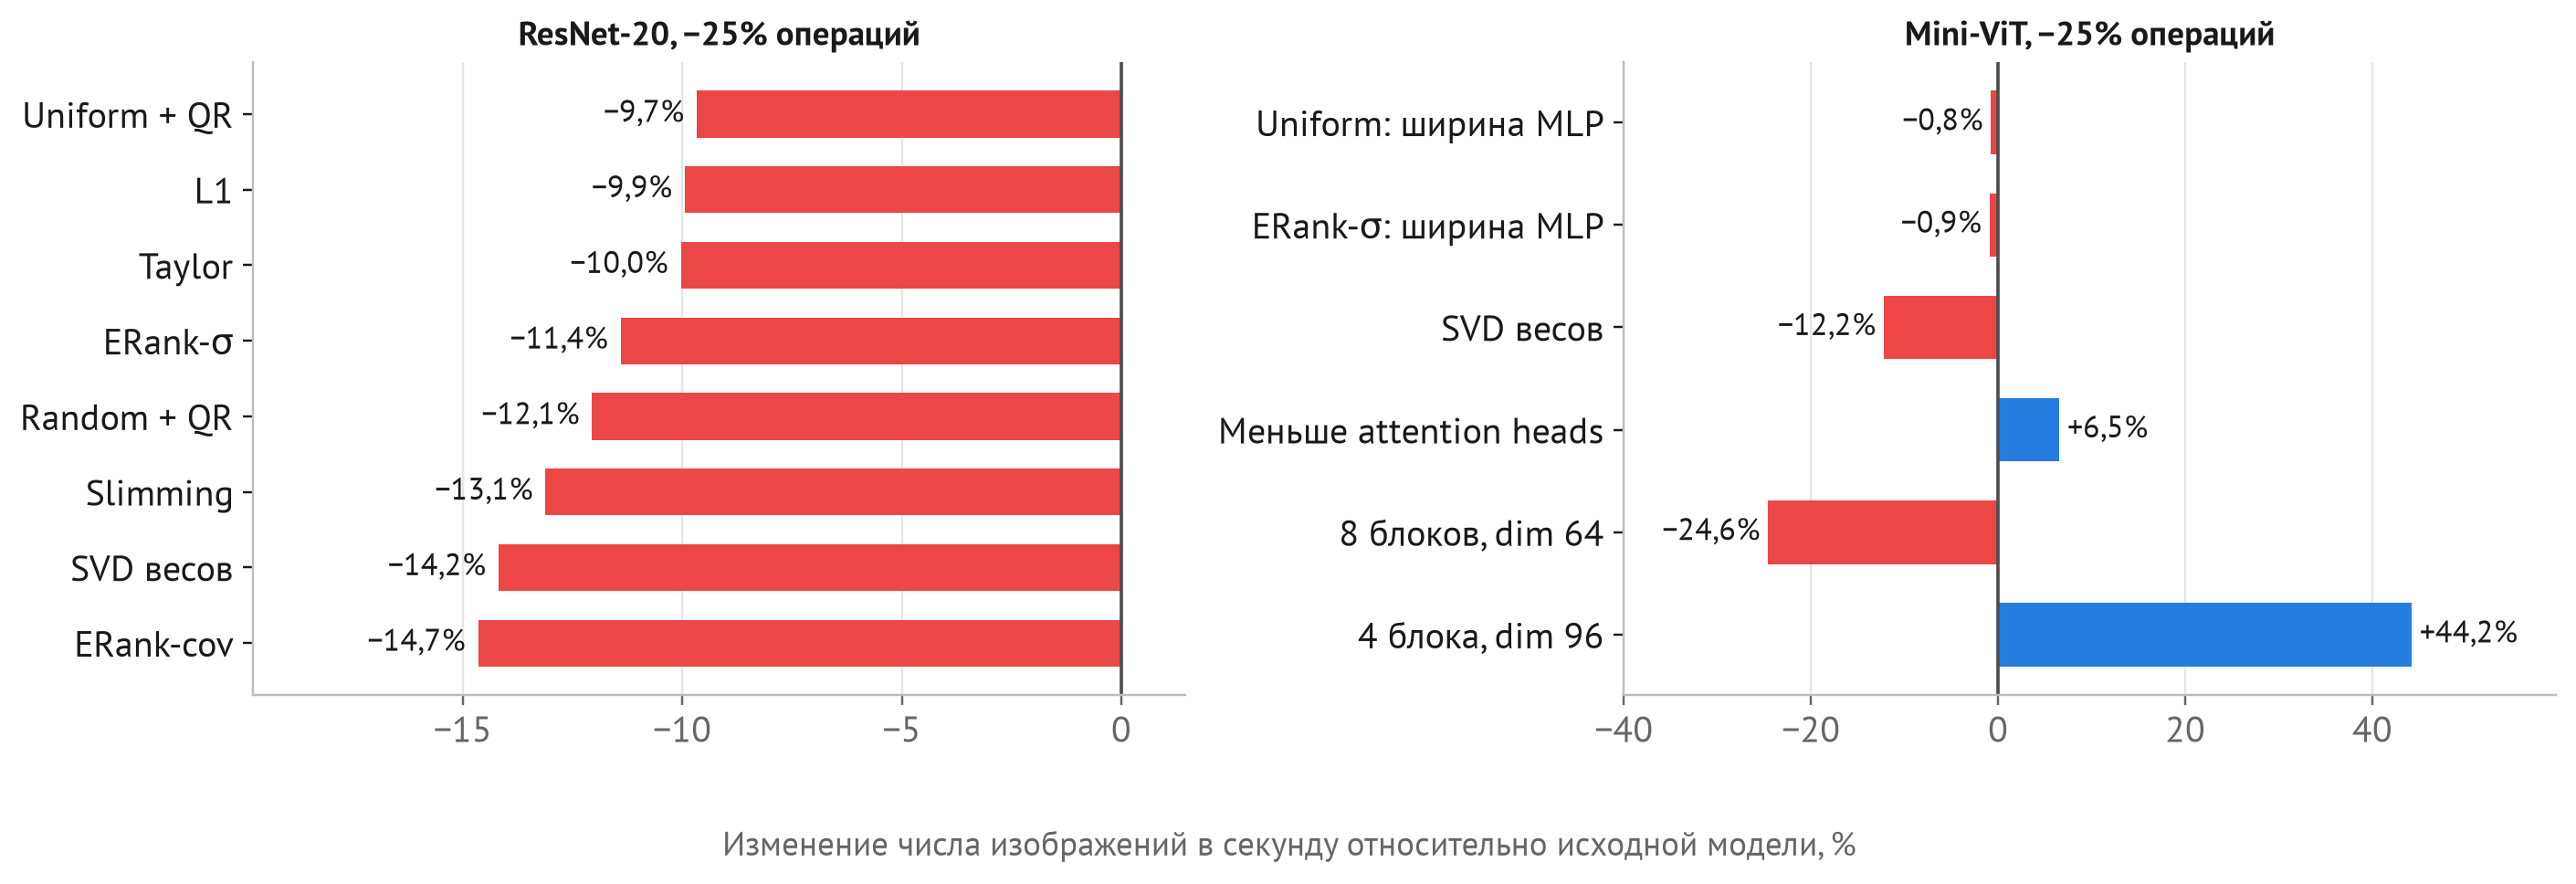 ResNet-20, −25% операций
Uniform + QR
−9,7%
L1
−9,9%
Taylor
−10,0%
ERank-σ
−11,4%
Random + QR
−12,1%
Slimming
−13,1%
SVD весов
−14,2%
ERank-cov
−14,7%
−15 −10 −5 0
Mini-ViT, −25% операций
Uniform: ширина MLP
−0,8%
ERank-σ: ширина MLP
−0,9%
SVD весов
−12,2%
Меньше attention heads
+6,5%
8 блоков, dim 64
−24,6%
4 блока, dim 96
+44,2%
−40 −20 0 20 40
Изменение числа изображений в секунду относительно исходной модели, %